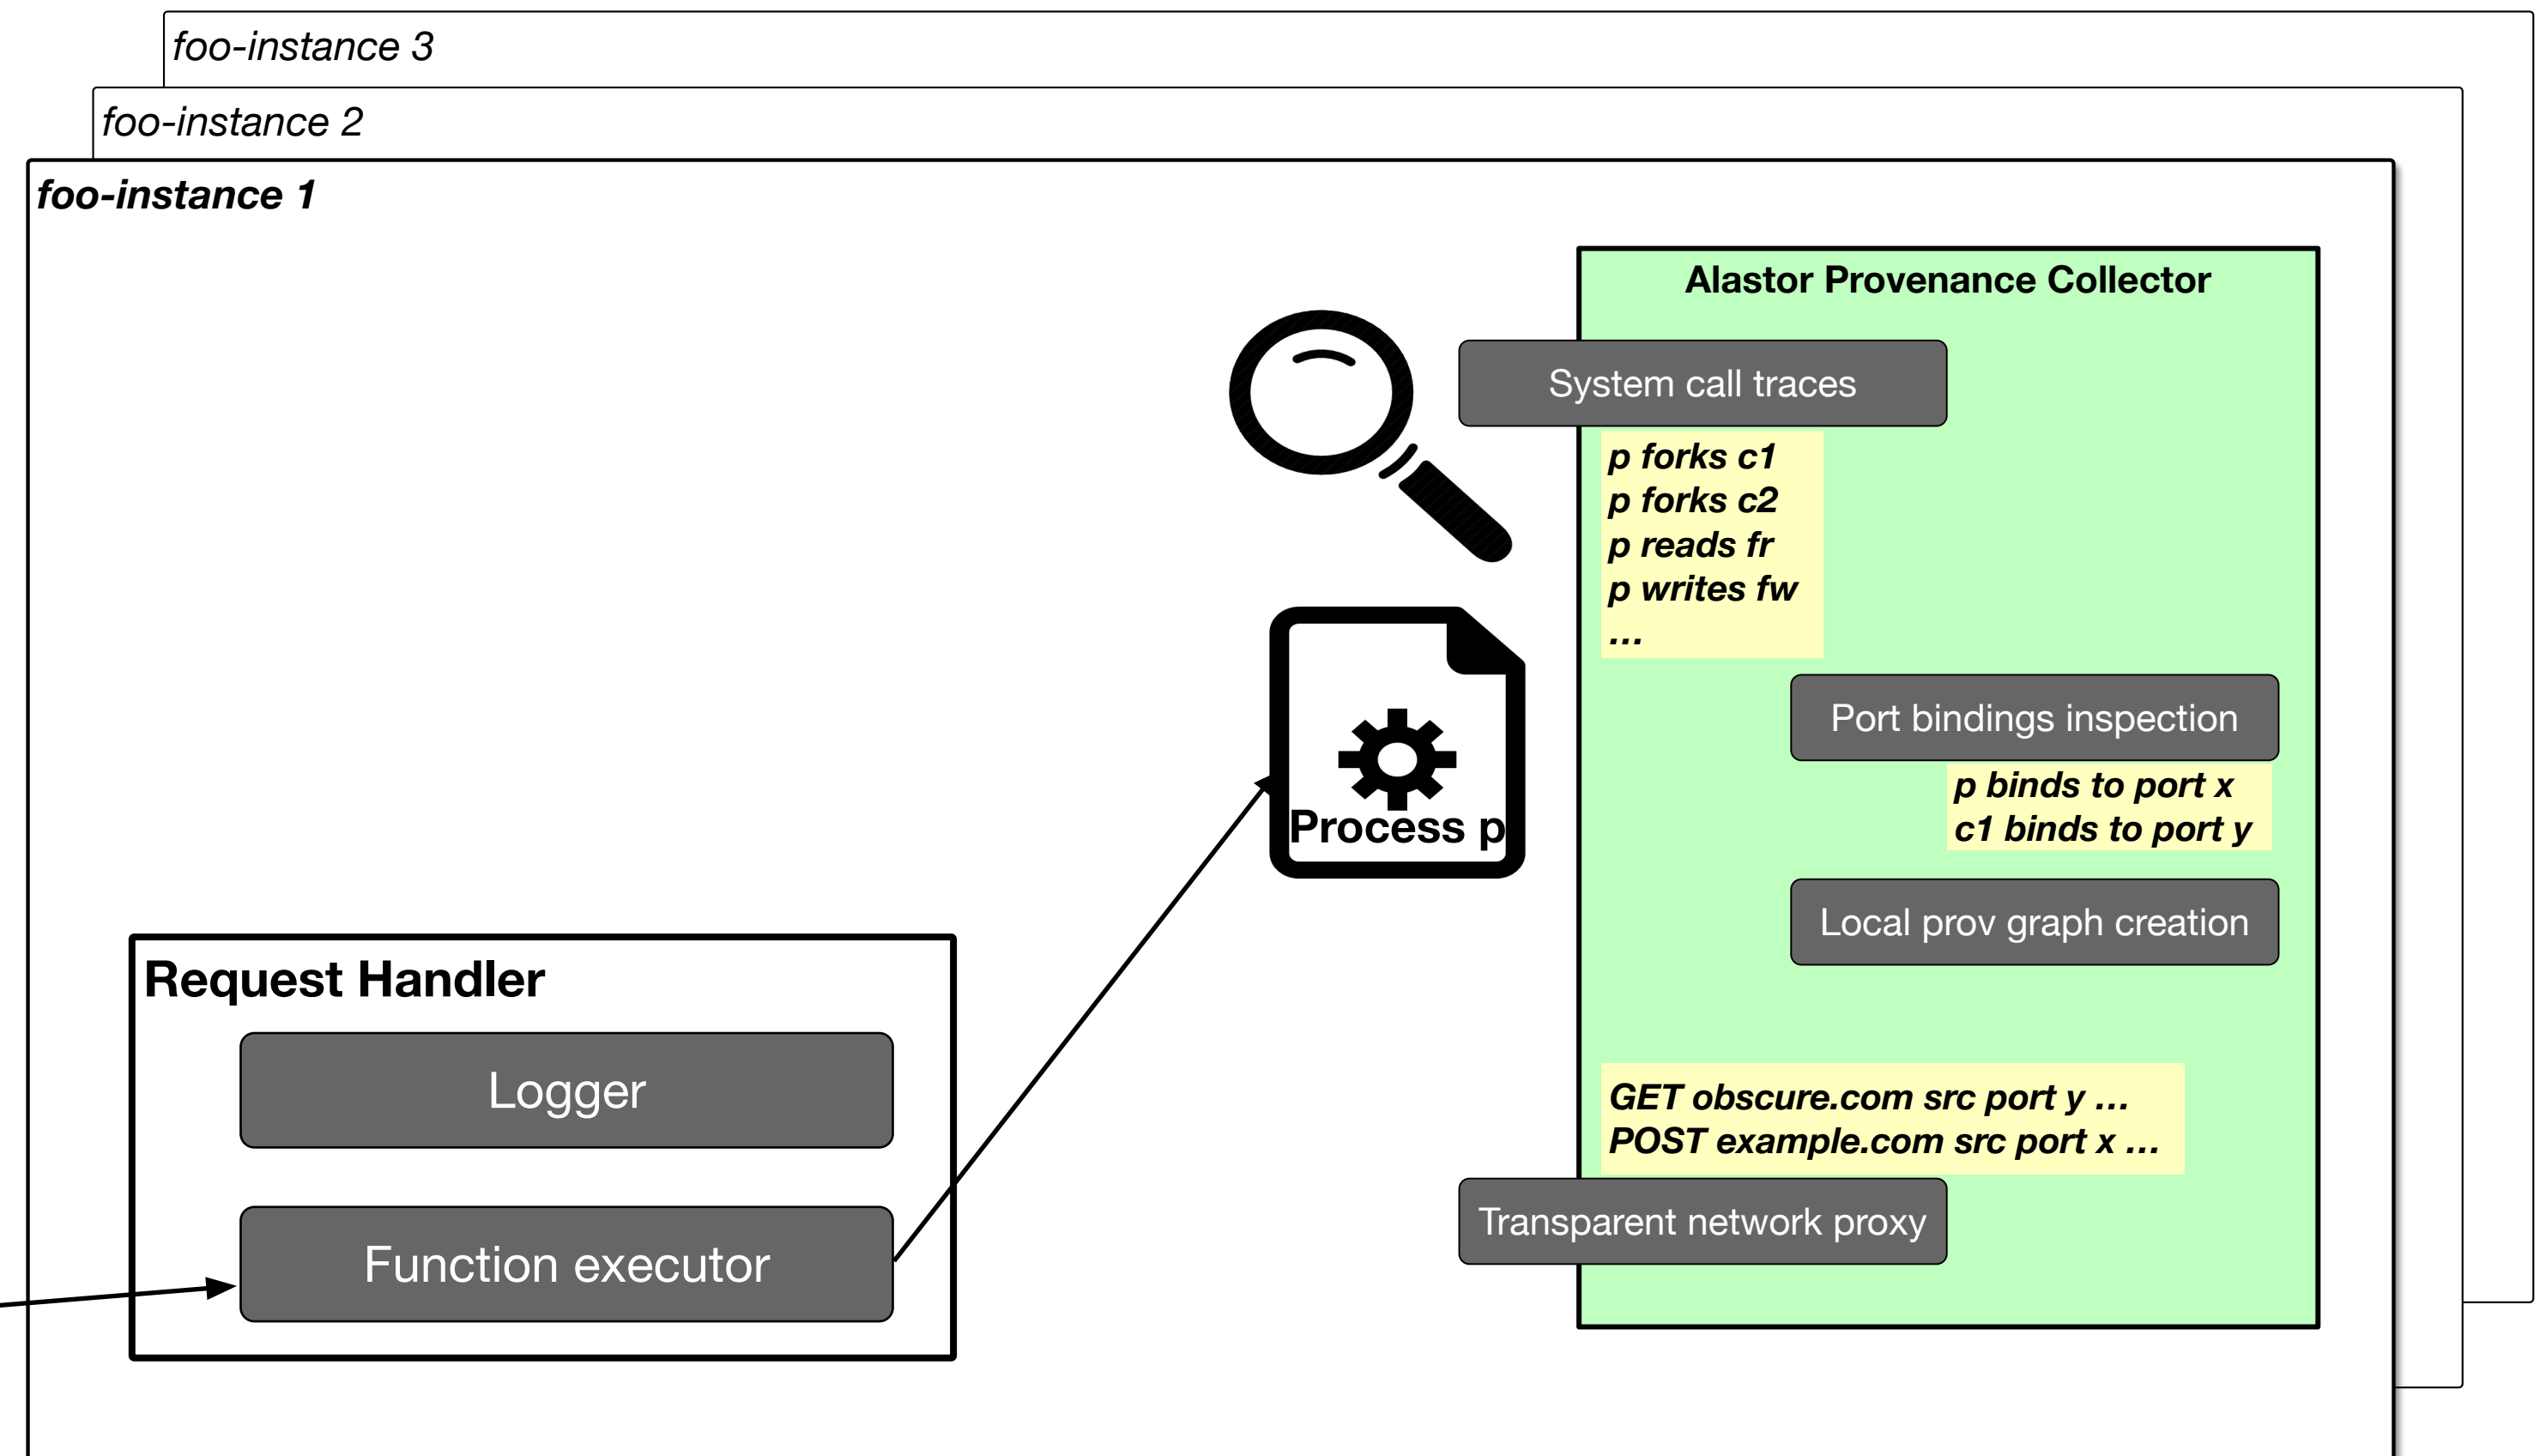 foo-instance 3
foo-instance 2
foo-instance 1
Alastor Provenance Collector
System call traces
p forks c1
p forks c2
p reads fr
p writes fw
…
Port bindings inspection
p binds to port x
c1 binds to port y
Process p
Local prov graph creation
Request Handler
Logger
Function executor
GET obscure.com src port y …
POST example.com src port x …
Transparent network proxy